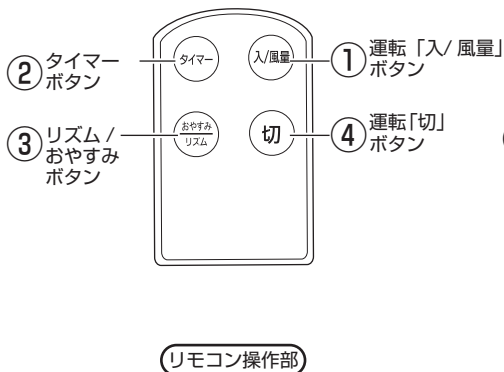 ② タイマー
ボタン
③ リズム /
おやすみ
ボタン
タイマー
入/風量
おやすみ
リズム
切
① 運転「入/ 風量」
ボタン
④ 運転「切」
ボタン
リモコン操作部